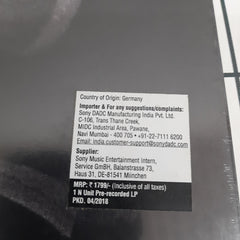 Country of Origin: Germany
Importer & For any suggestions/complaints:
Sony DADC Manufacturing India Pvt. Ltd.
C-106, Trans Thane Creek,
MIDC Industrial Area, Pawane,
Navi Mumbai - 400 705 •+91-22-7111 6200
Email:india.customer-support@sonydadc.com
Supplier:
Sony Music Entertainment Intern.
Service GmBH, Balanstraße 73,
Haus 31, DE-81541 München
MRP: ₹ 1799/- (Inclusive of all taxes)
1 N Unit Pre-recorded LP
PKD. 04/2018